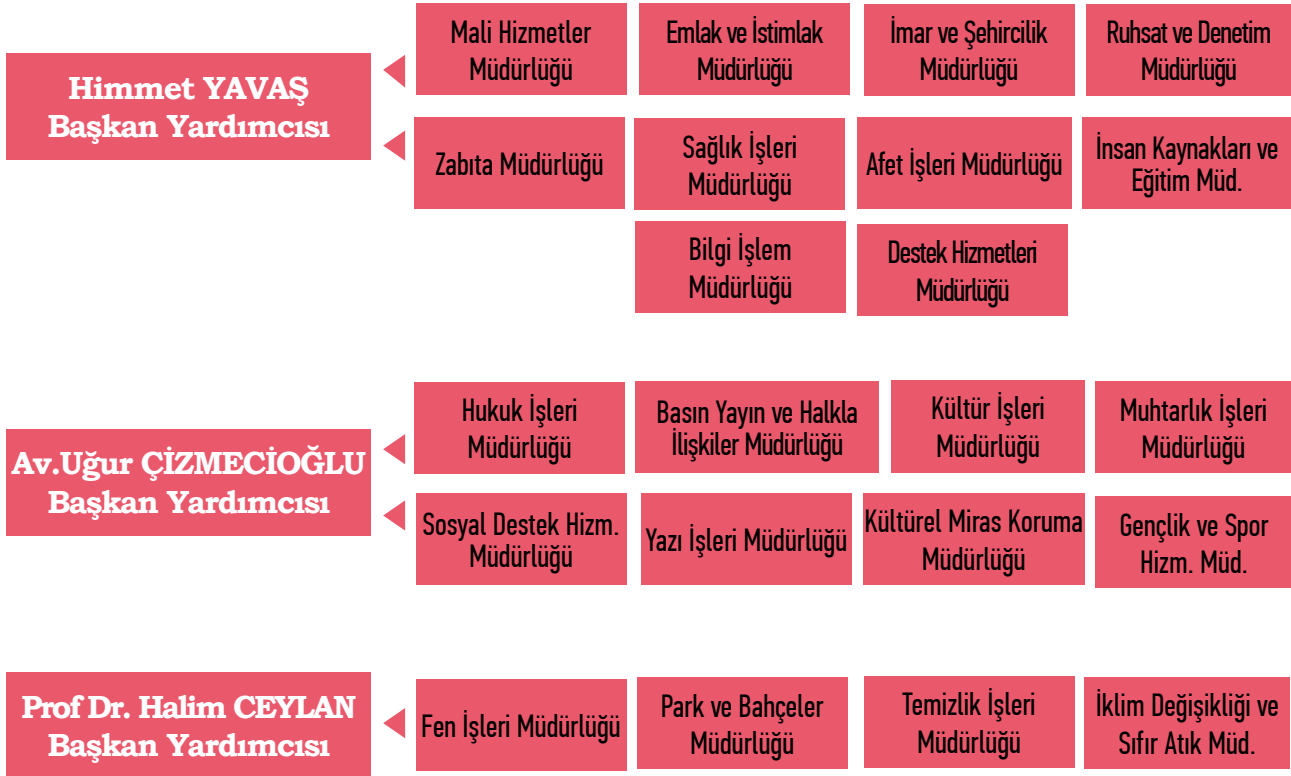 Himmet YAVAŞ
Başkan Yardımcısı
Mali Hizmetler
Müdürlüğü
Emlak ve İstimlak
Müdürlüğü
İmar ve Şehircilik
Müdürlüğü
Ruhsat ve Denetim
Müdürlüğü
Zabıta Müdürlüğü
Sağlık İşleri
Müdürlüğü
Afet İşleri Müdürlüğü
İnsan Kaynakları ve
Eğitim Müd.
Bilgi İşlem
Müdürlüğü
Destek Hizmetleri
Müdürlüğü
Av.Uğur ÇİZMECİOĞLU
Başkan Yardımcısı
Hukuk İşleri
Müdürlüğü
Basın Yayın ve Halkla
İlişkiler Müdürlüğü
Kültür İşleri
Müdürlüğü
Muhtarlık İşleri
Müdürlüğü
Sosyal Destek Hizm.
Müdürlüğü
Yazı İşleri Müdürlüğü
Kültürel Miras Koruma
Müdürlüğü
Gençlik ve Spor
Hizm. Müd.
Prof Dr. Halim CEYLAN
Başkan Yardımcısı
Fen İşleri Müdürlüğü
Park ve Bahçeler
Müdürlüğü
Temizlik İşleri
Müdürlüğü
İklim Değişikliği ve
Sıfır Atık Müd.